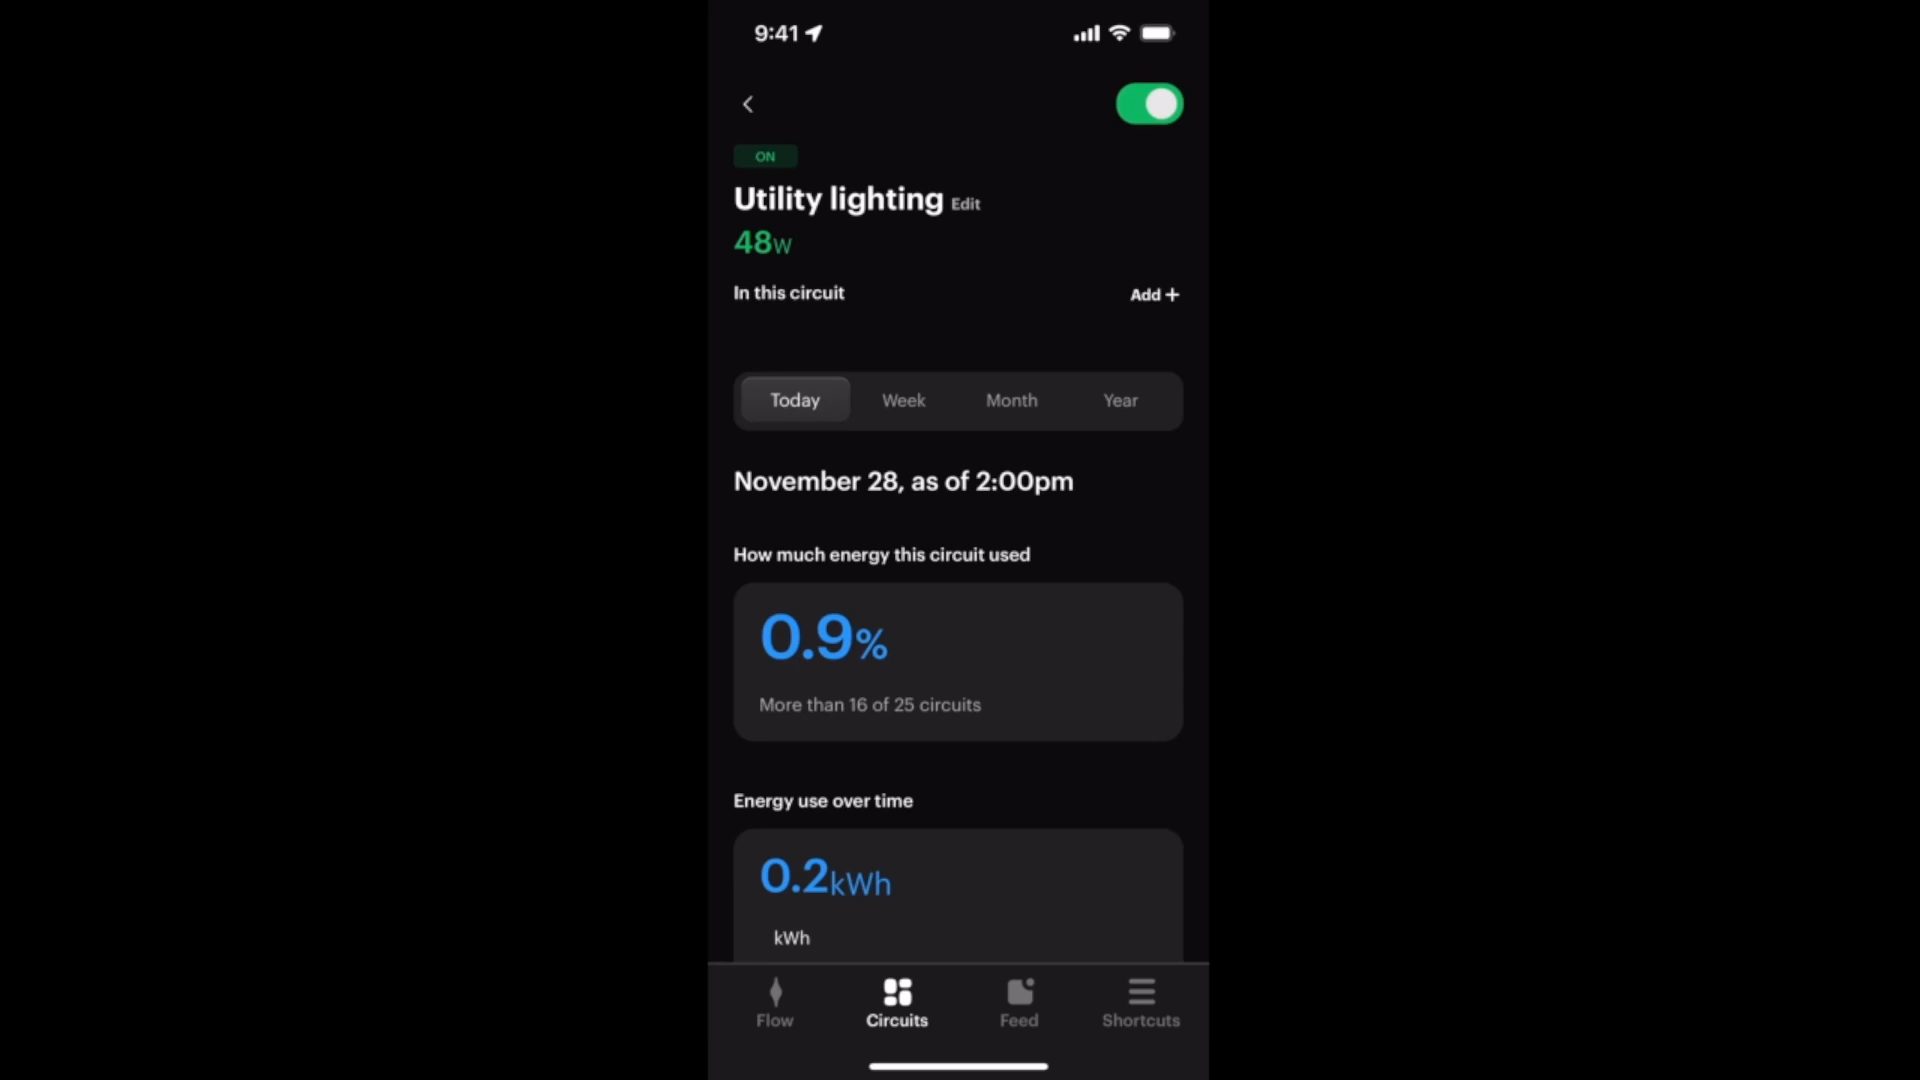 9:41
ON
Utility lighting Edit
48W
In this circuit
Add +
Today Week Month Year
November 28, as of 2:00pm
How much energy this circuit used
0.9%
More than 16 of 25 circuits
Energy use over time
0.2kWh
kWh
Flow Circuits Feed Shortcuts